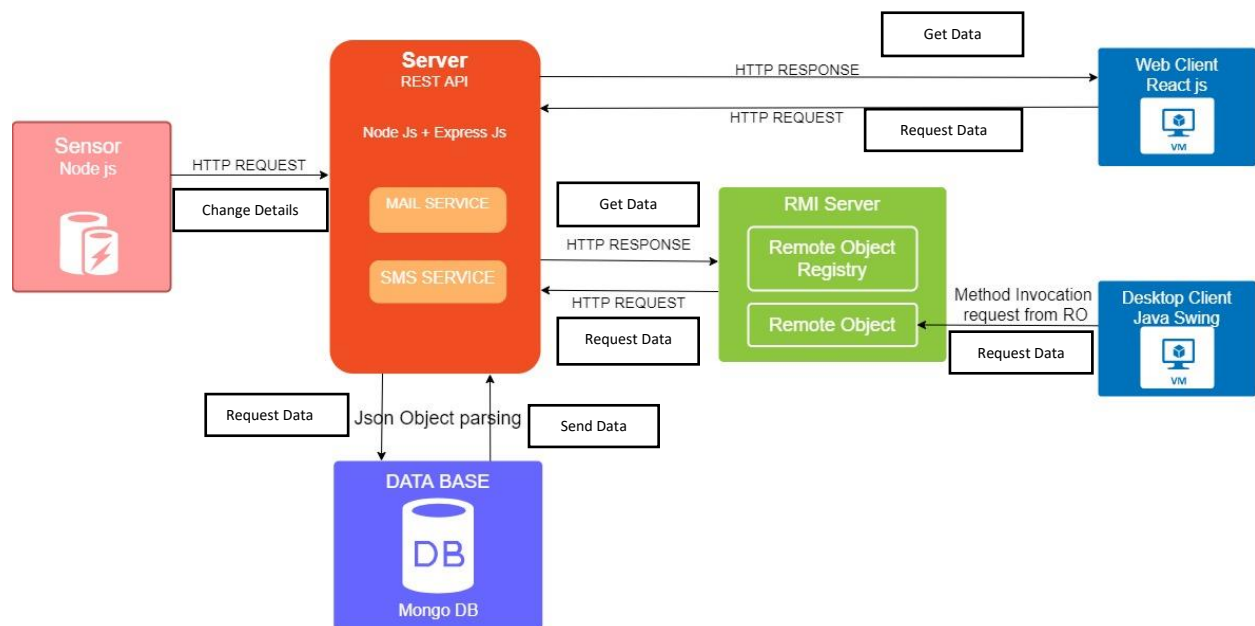 Get Data
Server
REST API
HTTP RESPONSE
Web Client
React js
VM
HTTP REQUEST
Request Data
Node Js + Express Js
Sensor
Node js
HTTP REQUEST
Change Details
MAIL SERVICE
SMS SERVICE
Get Data
HTTP RESPONSE
HTTP REQUEST
Request Data
RMI Server
Remote Object
Registry
Remote Object
Method Invocation
request from RO
Request Data
Desktop Client
Java Swing
VM
Request Data
Json Object parsing
Send Data
DATA BASE
DB
Mongo DB